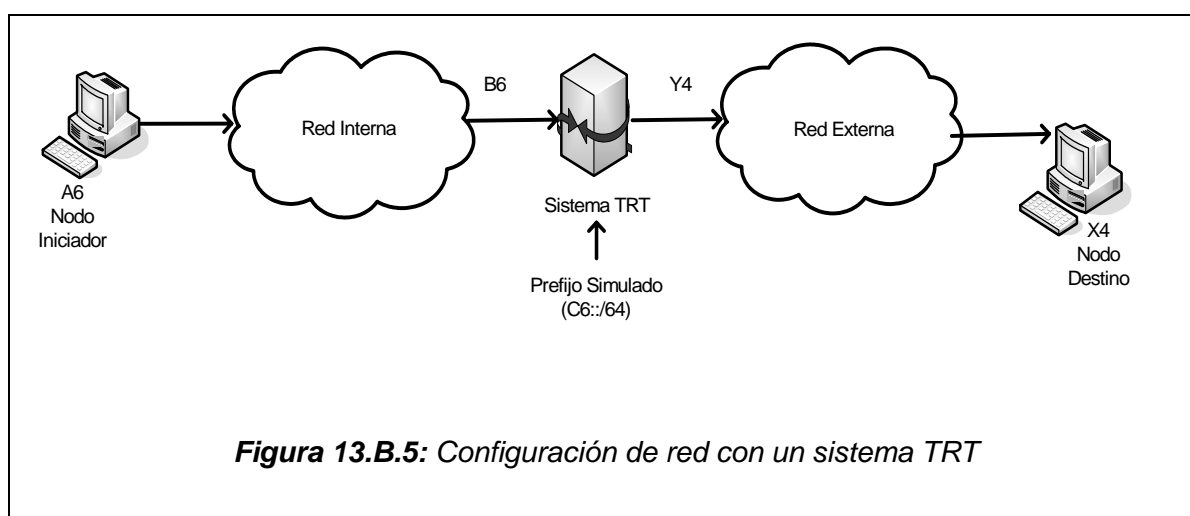 B6
Y4
Red Interna
Red Externa
A6
Nodo
Iniciador
Sistema TRT
X4
Nodo
Destino
Prefijo Simulado
(C6::/64)
Figura 13.B.5: Configuración de red con un sistema TRT